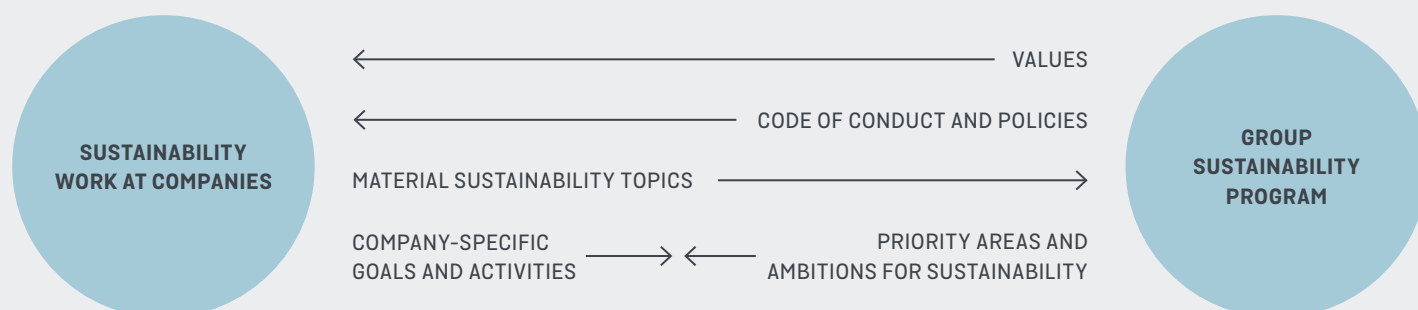 SUSTAINABILITY
WORK AT COMPANIES
VALUES
CODE OF CONDUCT AND POLICIES
MATERIAL SUSTAINABILITY TOPICS
COMPANY-SPECIFIC
GOALS AND ACTIVITIES
PRIORITY AREAS AND
AMBITIONS FOR SUSTAINABILITY
GROUP
SUSTAINABILITY
PROGRAM